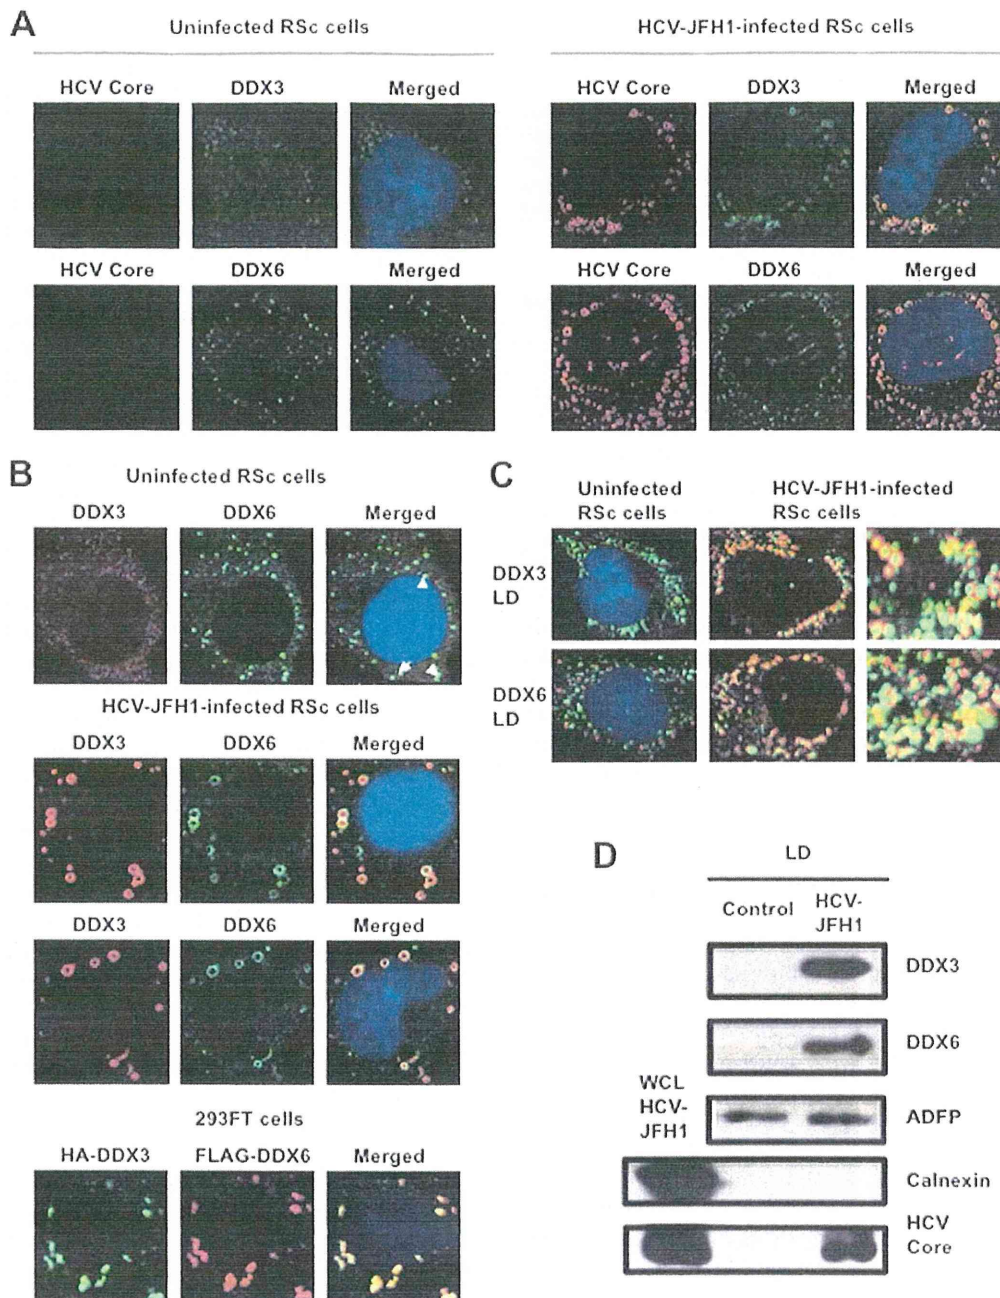 A
Uninfected RSc cells
HCV-JFH1-infected RSc cells
HCV Core
DDX3
Merged
HCV Core
DDX3
Merged
HCV Core
DDX6
Merged
HCV Core
DDX6
Merged
B
Uninfected RSc cells
DDX3
DDX6
Merged
HCV-JFH1-infected RSc cells
DDX3
DDX6
Merged
DDX3
DDX6
Merged
293FT cells
HA-DDX3
FLAG-DDX6
Merged
C
Uninfected
RSc cells
HCV-JFH1-infected
RSc cells
DDX3
LD
DDX6
LD
D
LD
Control
HCV-
JFH1
DDX3
DDX6
WCL
HCV-
JFH1
ADFP
Calnexin
HCV
Core